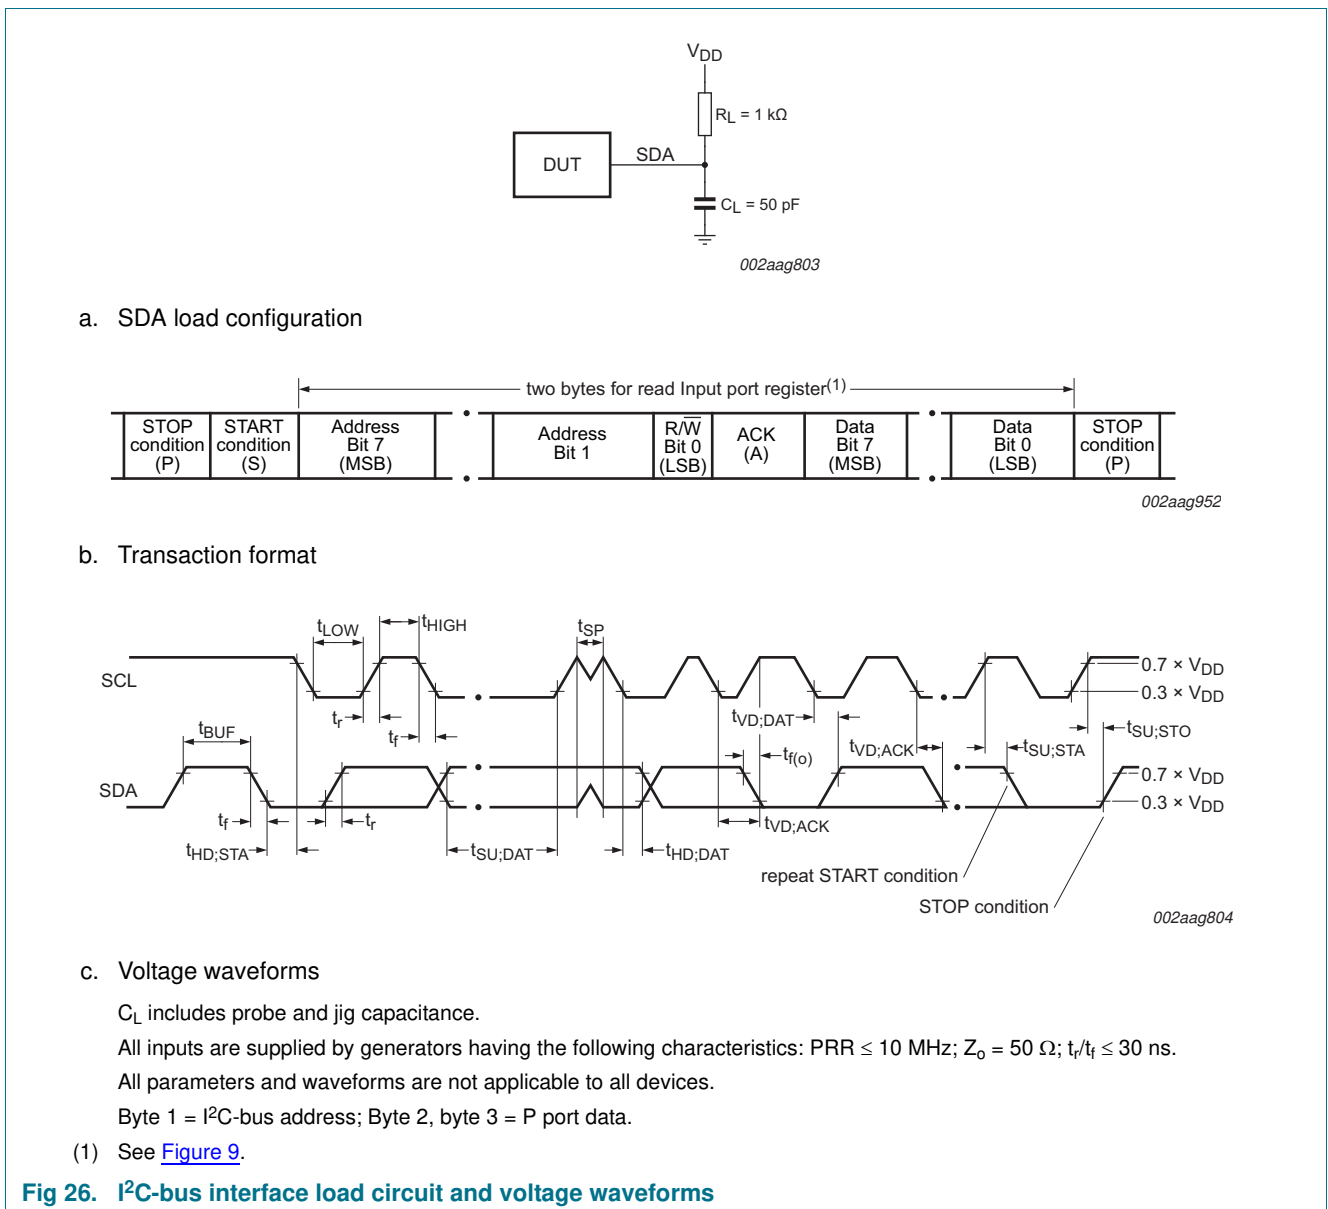 VDD
RL = 1 kΩ
DUT
SDA
CL = 50 pF
002aag803
a. SDA load configuration
two bytes for read Input port register(1)
STOP condition (P)
START condition (S)
Address Bit 7 (MSB)
Address Bit 1
R/W̅ Bit 0 (LSB)
ACK (A)
Data Bit 7 (MSB)
Data Bit 0 (LSB)
STOP condition (P)
002aag952
b. Transaction format
tLOW
tHIGH
tSP
SCL
0.7 × VDD
0.3 × VDD
tr
tf
tVD;DAT
tBUF
tf(o)
tVD;ACK
tSU;STA
tSU;STO
SDA
0.7 × VDD
0.3 × VDD
tf
tr
tVD;ACK
tHD;STA
tSU;DAT
tHD;DAT
repeat START condition
STOP condition
002aag804
c. Voltage waveforms
CL includes probe and jig capacitance.
All inputs are supplied by generators having the following characteristics: PRR ≤ 10 MHz; Zo = 50 Ω; tr/tf ≤ 30 ns.
All parameters and waveforms are not applicable to all devices.
Byte 1 = I²C-bus address; Byte 2, byte 3 = P port data.
(1) See Figure 9.
Fig 26. I²C-bus interface load circuit and voltage waveforms